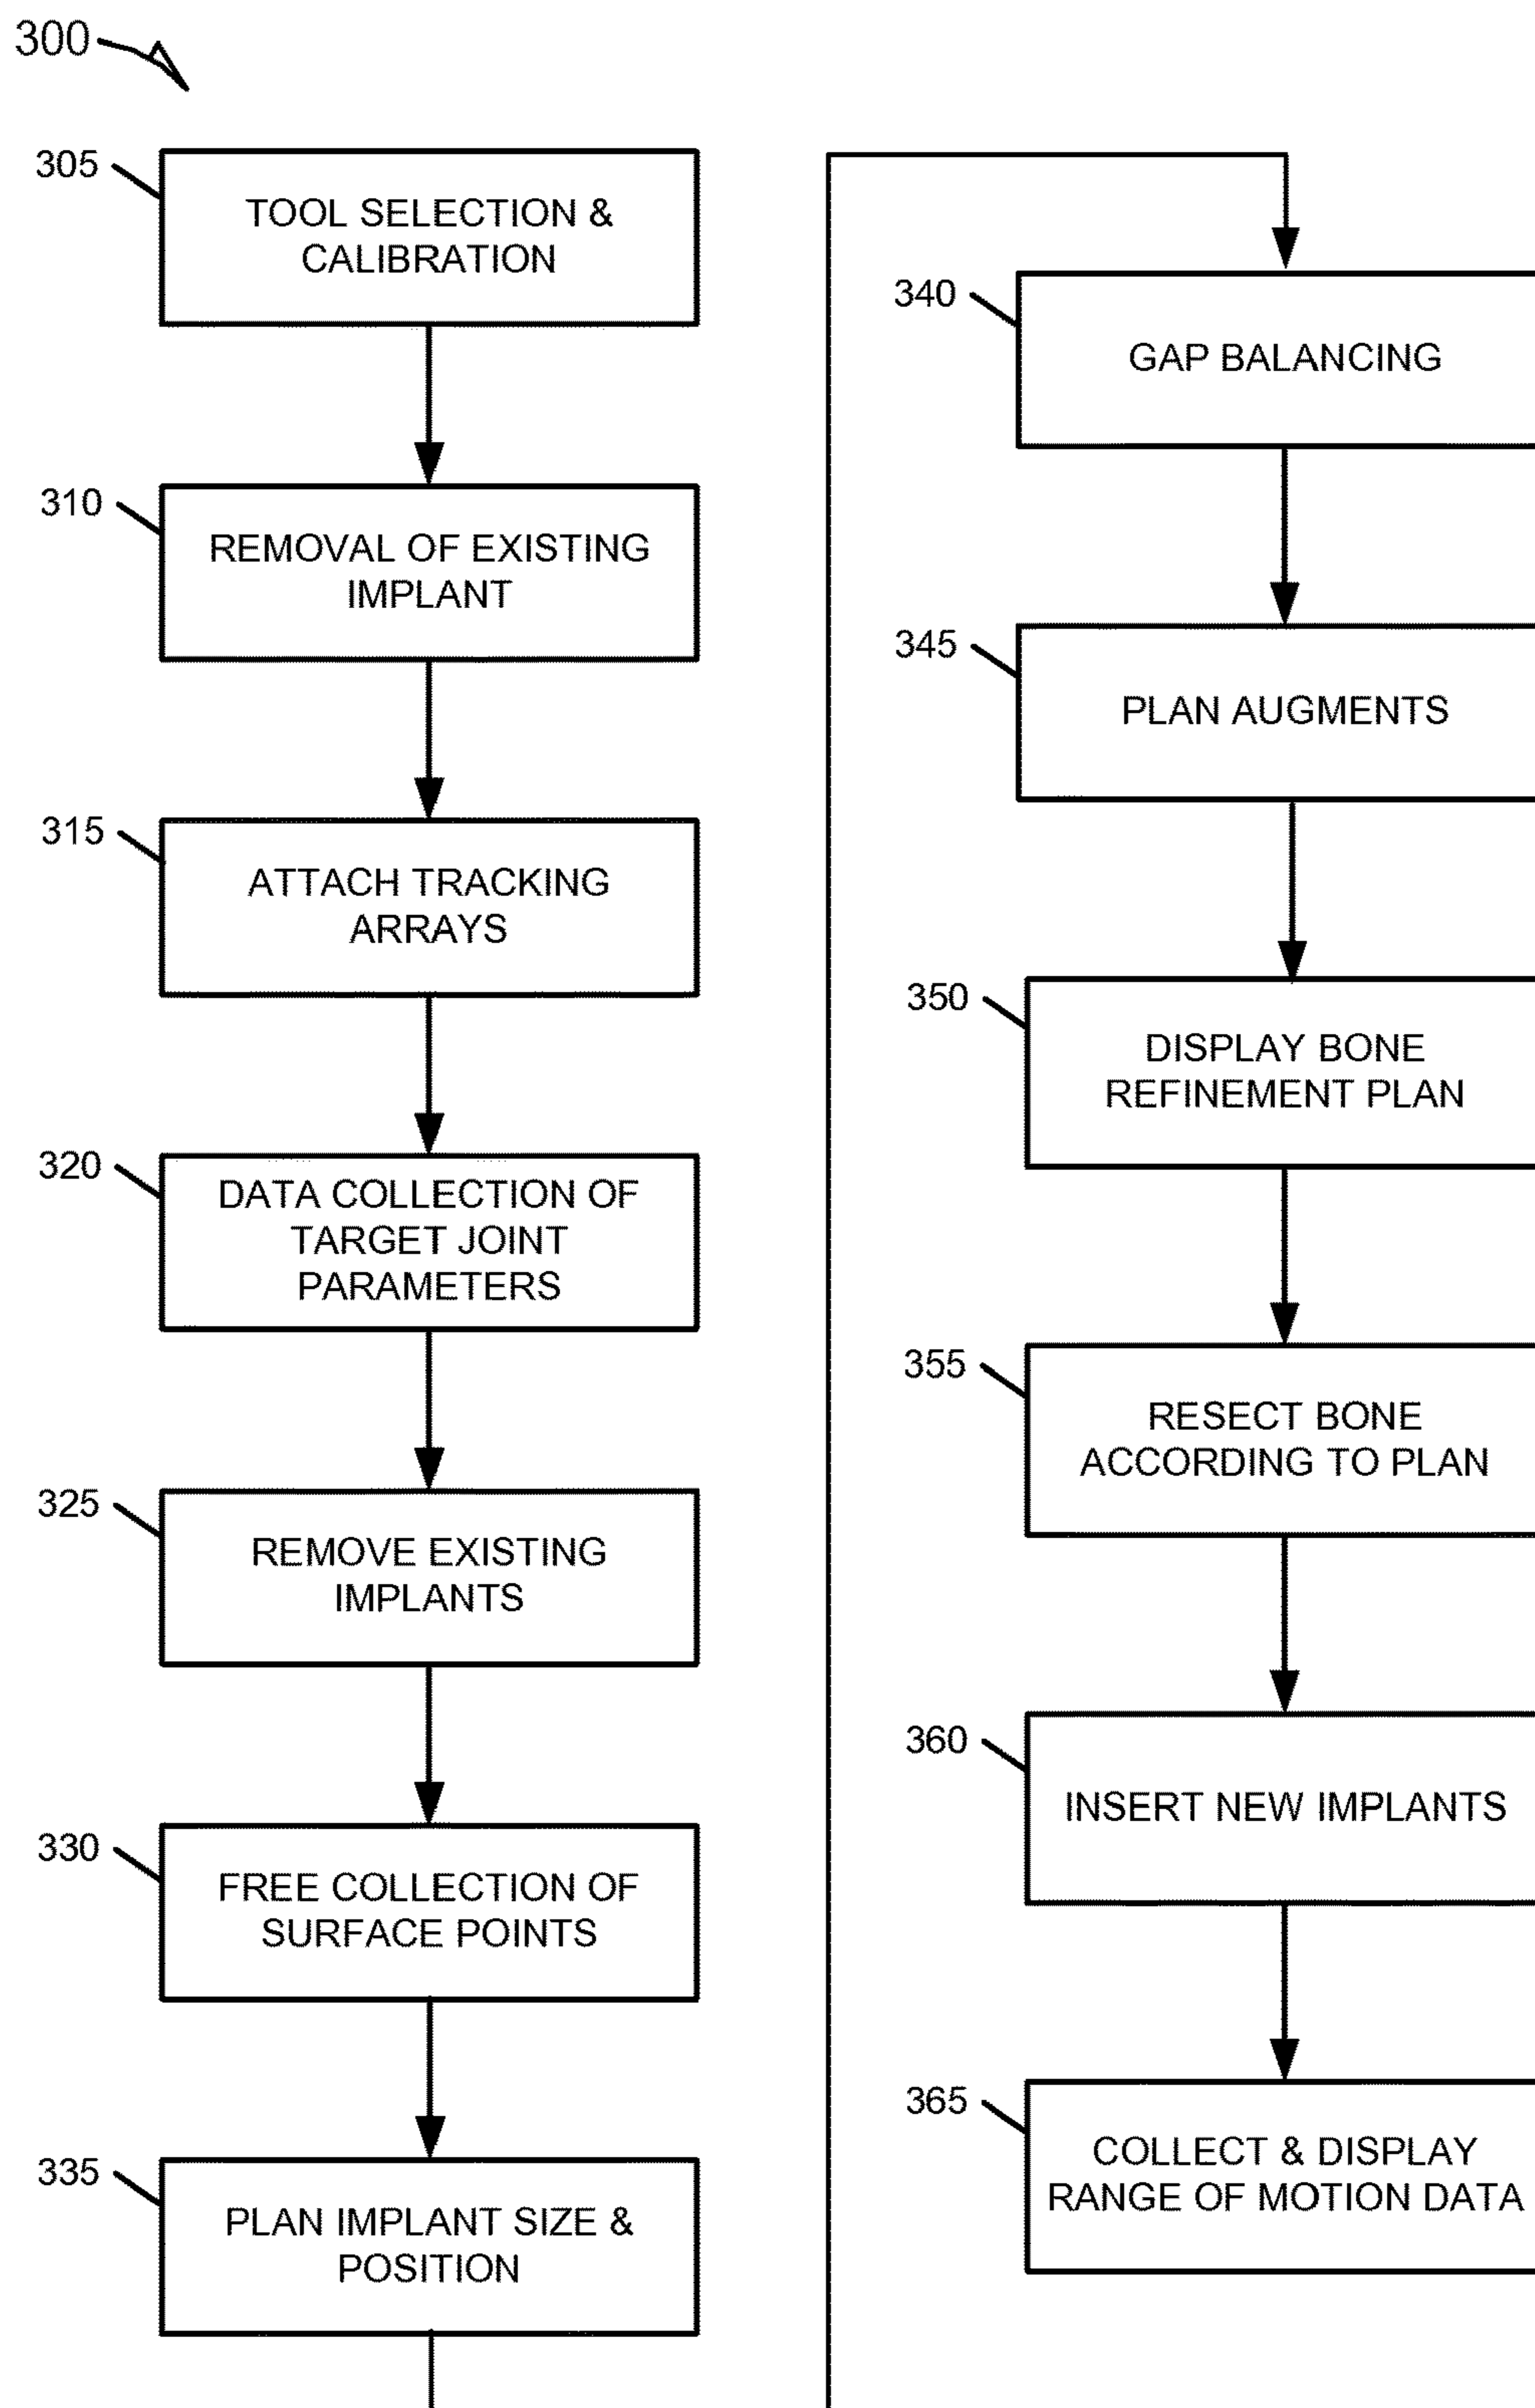 300
305
TOOL SELECTION &
CALIBRATION
310
REMOVAL OF EXISTING
IMPLANT
315
ATTACH TRACKING
ARRAYS
320
DATA COLLECTION OF
TARGET JOINT
PARAMETERS
325
REMOVE EXISTING
IMPLANTS
330
FREE COLLECTION OF
SURFACE POINTS
335
PLAN IMPLANT SIZE &
POSITION
340
GAP BALANCING
345
PLAN AUGMENTS
350
DISPLAY BONE
REFINEMENT PLAN
355
RESECT BONE
ACCORDING TO PLAN
360
INSERT NEW IMPLANTS
365
COLLECT & DISPLAY
RANGE OF MOTION DATA